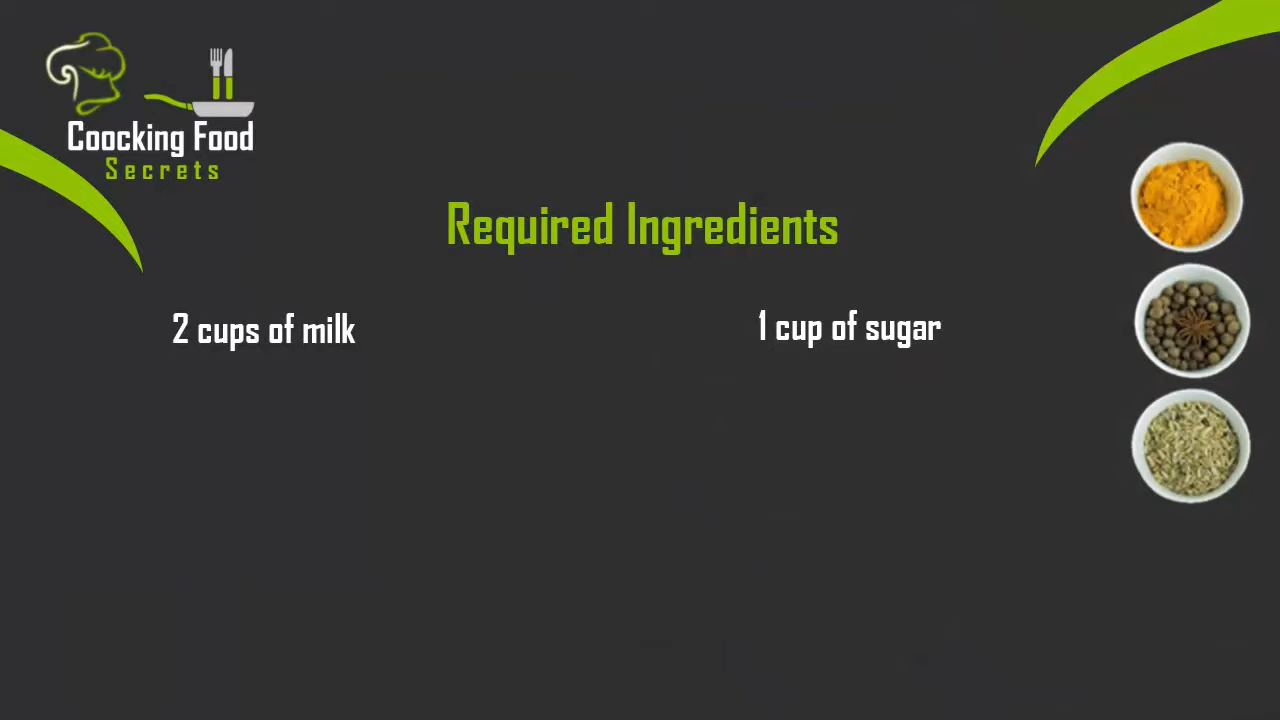 Coocking Food
Secrets
Required Ingredients
2 cups of milk
1 cup of sugar